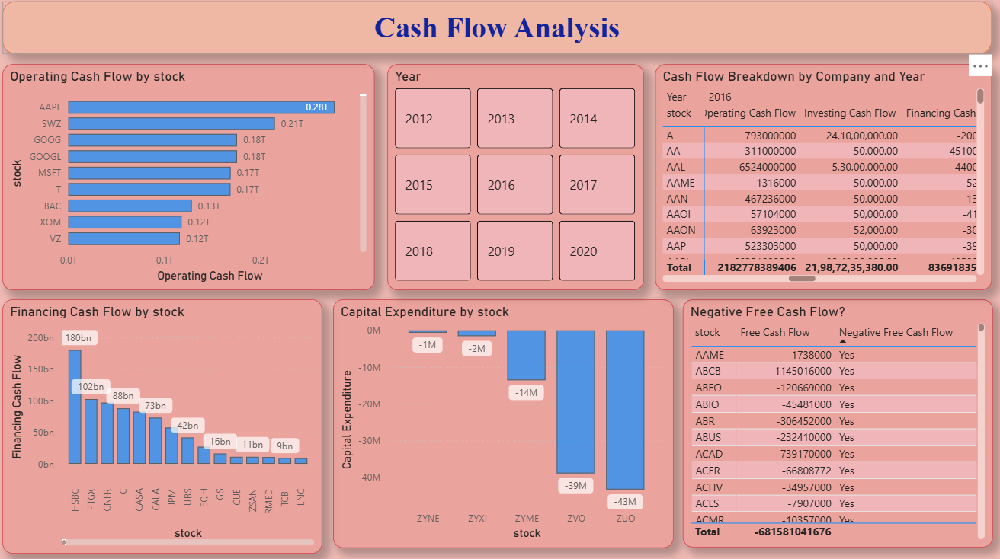 Cash Flow Analysis
Operating Cash Flow by stock
stock
AAPL 0.28T
SWZ 0.21T
GOOG 0.18T
GOOGL 0.18T
MSFT 0.17T
T 0.17T
BAC 0.13T
XOM 0.12T
VZ 0.12T
0.0T 0.1T 0.2T
Operating Cash Flow
Year
2012 2013 2014
2015 2016 2017
2018 2019 2020
Cash Flow Breakdown by Company and Year
Year 2016
stock Operating Cash Flow Investing Cash Flow Financing Cash
A 793000000 24,10,00,000.00 -200
AA -311000000 50,000.00 -45100
AAL 6524000000 5,30,00,000.00 -4400
AAME 1316000 50,000.00 -52
AAN 467236000 50,000.00 -13
AAOI 57104000 50,000.00 -41
AAON 63923000 52,000.00 -30
AAP 523303000 50,000.00 -39
Total 2182778389406 21,98,72,35,380.00 83691835
Financing Cash Flow by stock
Financing Cash Flow
200bn
150bn
100bn
50bn
0bn
180bn
102bn
88bn
73bn
42bn
16bn
11bn
9bn
HSBC PTGX CNFR C CASA CALA JPM UBS EQH GS CUE ZSAN RMED TCBI LNC
stock
Capital Expenditure by stock
Capital Expenditure
0M
-10M
-20M
-30M
-40M
-1M
-2M
-14M
-39M
-43M
ZYNE ZYXI ZYME ZVO ZUO
stock
Negative Free Cash Flow?
stock Free Cash Flow Negative Free Cash Flow
AAME -1738000 Yes
ABCB -1145016000 Yes
ABEO -120669000 Yes
ABIO -45481000 Yes
ABR -306452000 Yes
ABUS -232410000 Yes
ACAD -739170000 Yes
ACER -66808772 Yes
ACHV -34957000 Yes
ACLS -7907000 Yes
ACMR -10357000 Yes
Total -681581041676